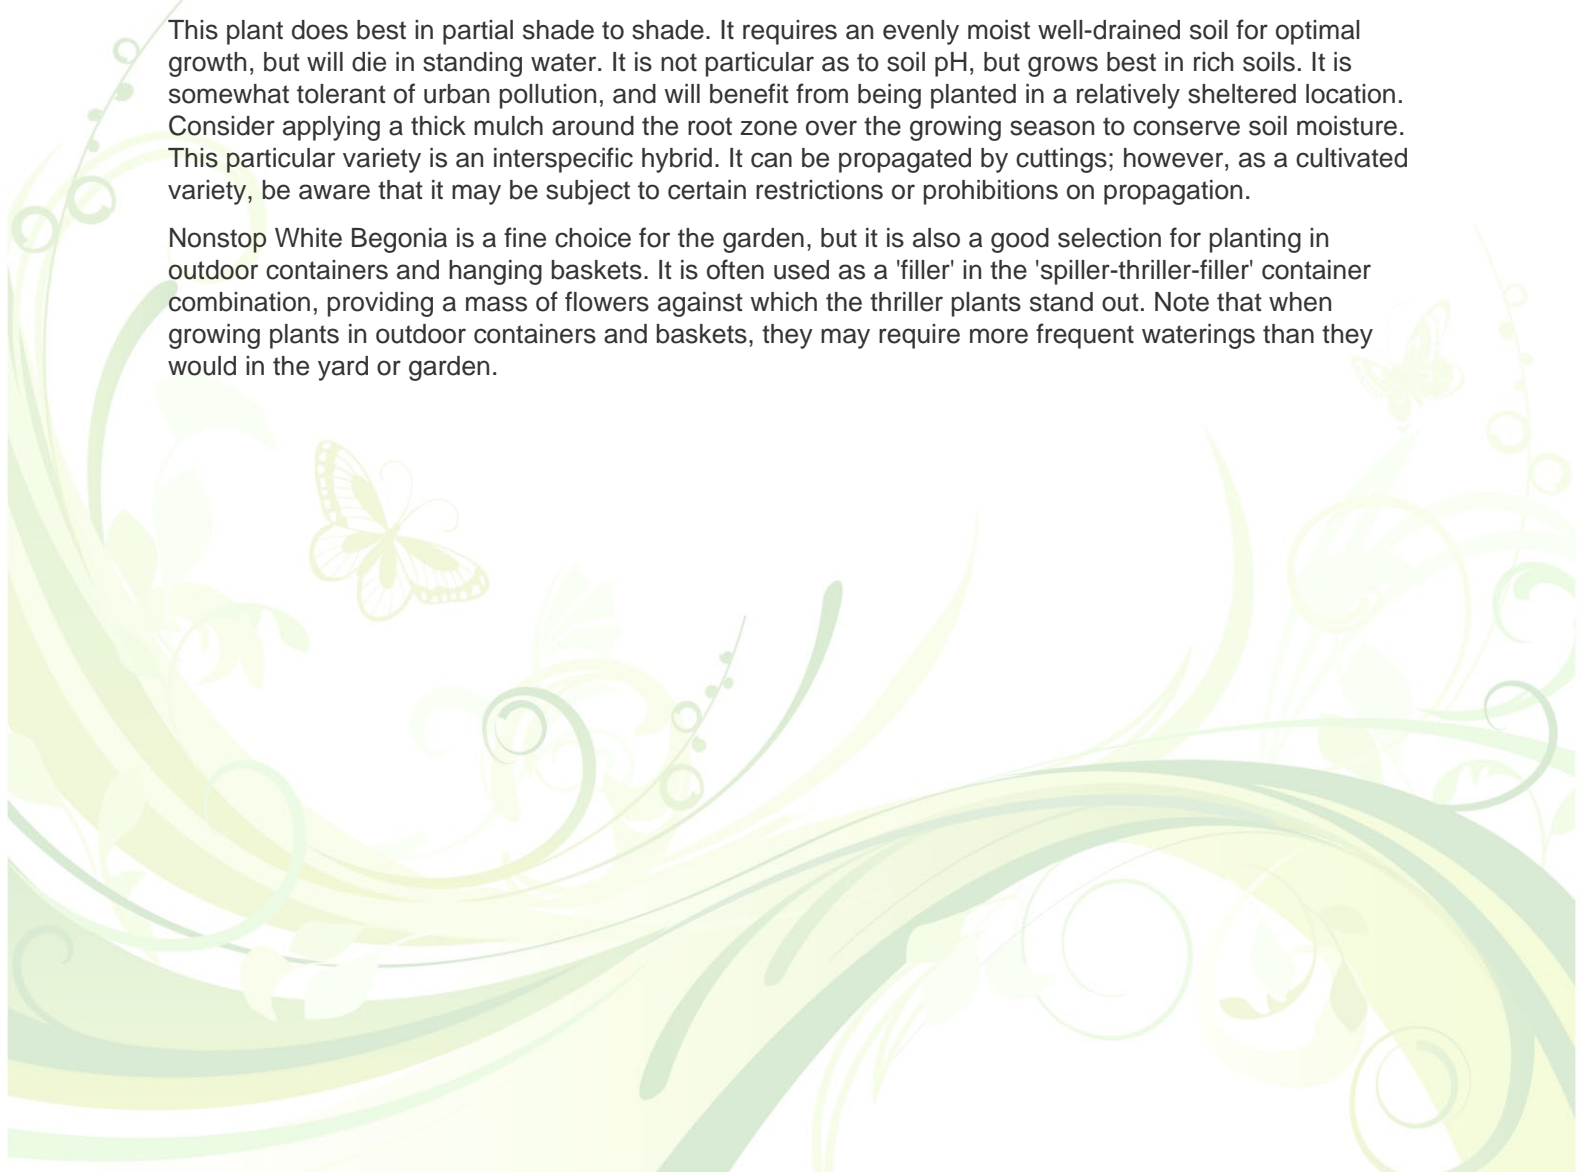 This plant does best in partial shade to shade. It requires an evenly moist well-drained soil for optimal
growth, but will die in standing water. It is not particular as to soil pH, but grows best in rich soils. It is
somewhat tolerant of urban pollution, and will benefit from being planted in a relatively sheltered location.
Consider applying a thick mulch around the root zone over the growing season to conserve soil moisture.
This particular variety is an interspecific hybrid. It can be propagated by cuttings; however, as a cultivated
variety, be aware that it may be subject to certain restrictions or prohibitions on propagation.
Nonstop White Begonia is a fine choice for the garden, but it is also a good selection for planting in
outdoor containers and hanging baskets. It is often used as a 'filler' in the 'spiller-thriller-filler' container
combination, providing a mass of flowers against which the thriller plants stand out. Note that when
growing plants in outdoor containers and baskets, they may require more frequent waterings than they
would in the yard or garden.